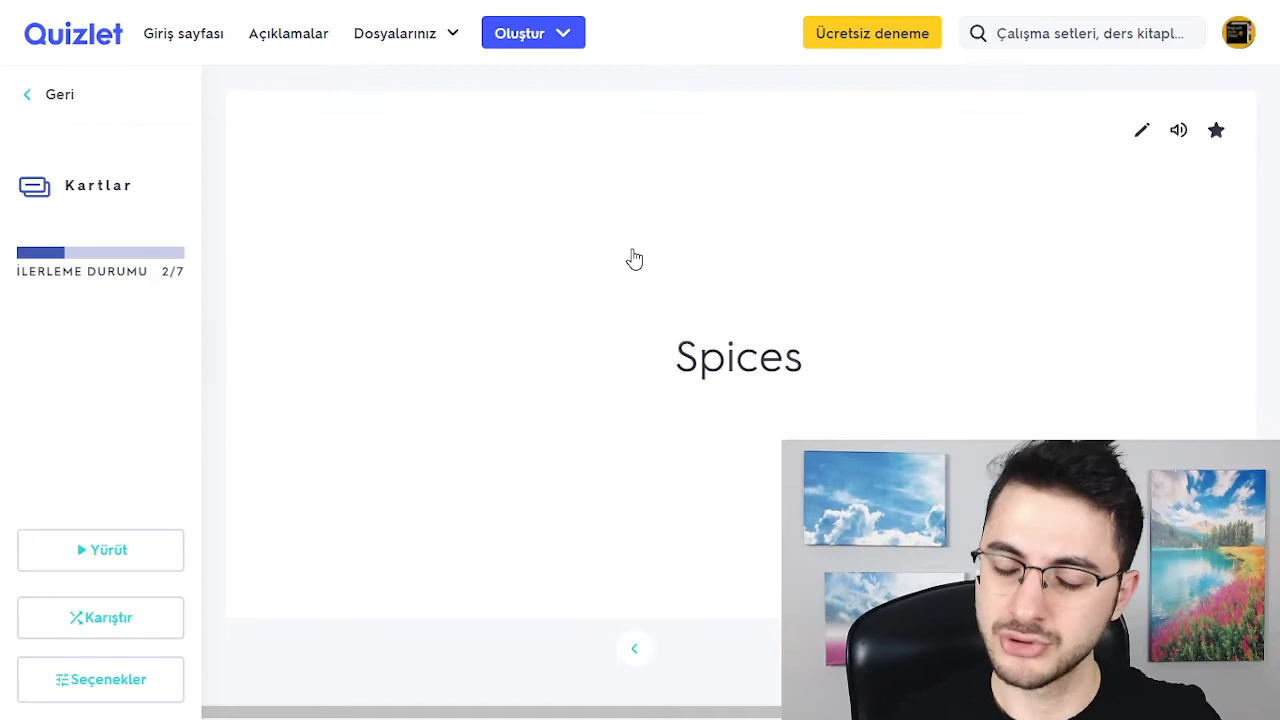 Quizlet Giriş sayfası Açıklamalar Dosyalarınız Oluştur Ücretsiz deneme Çalışma setleri, ders kitapl...
Geri
Kartlar
İLERLEME DURUMU 2/7
Spices
Yürüt
Karıştır
Seçenekler